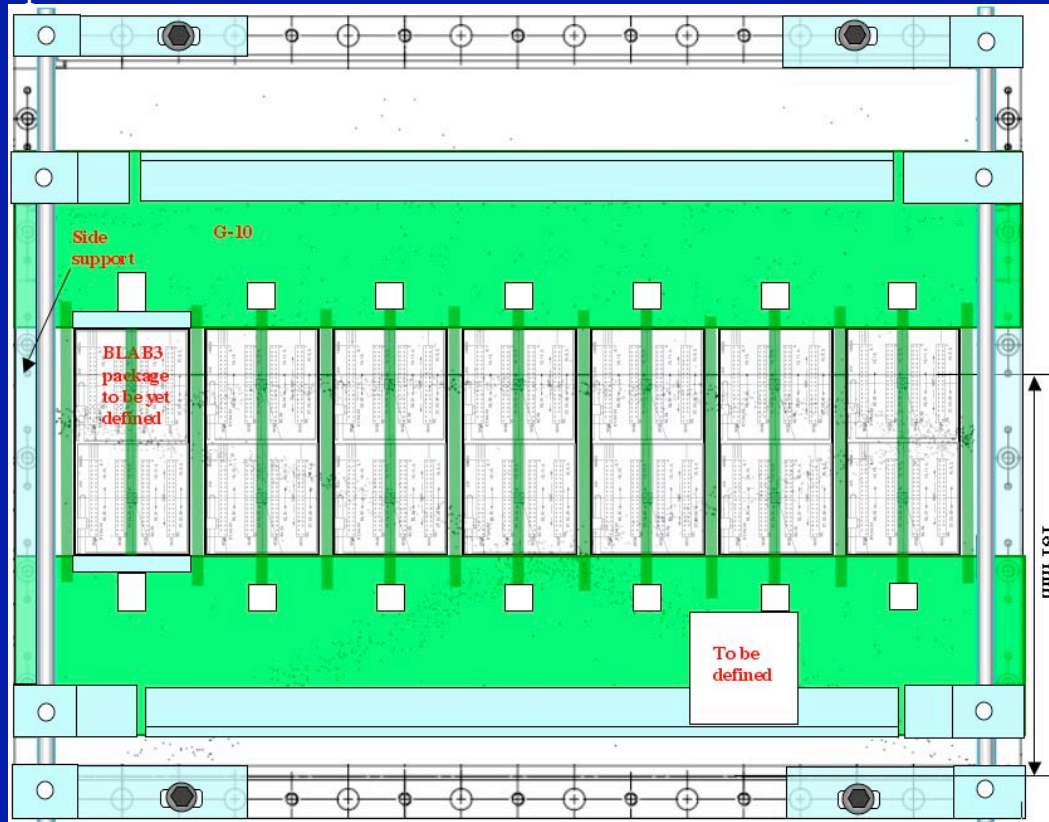 G-10
Side
support
BLAB3
package
to be yet
defined
To be
defined